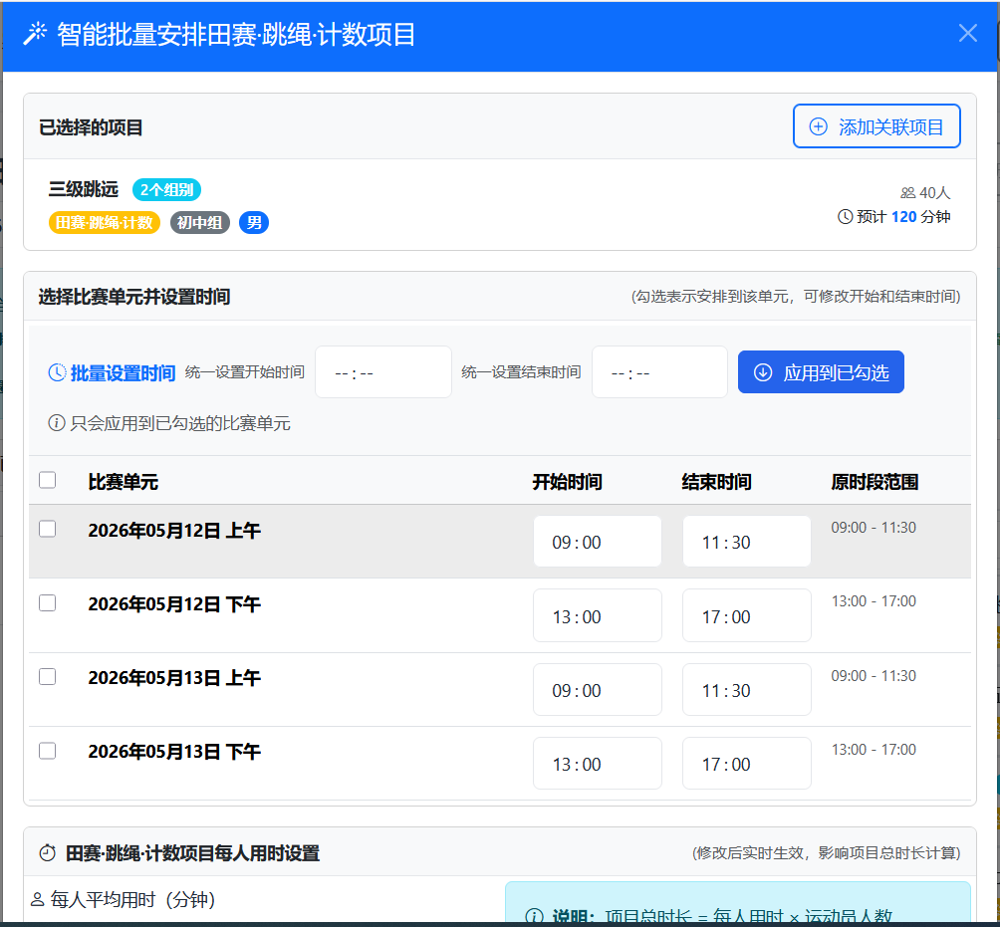 智能批量安排田赛·跳绳·计数项目
已选择的项目
添加关联项目
三级跳远 2个组别
田赛·跳绳·计数 初中组 男
40人
预计 120 分钟
选择比赛单元并设置时间 (勾选表示安排到该单元，可修改开始和结束时间)
批量设置时间 统一设置开始时间 --:-- 统一设置结束时间 --:-- 应用到已勾选
只会应用到已勾选的比赛单元
比赛单元 开始时间 结束时间 原时段范围
2026年05月12日 上午 09:00 11:30 09:00 - 11:30
2026年05月12日 下午 13:00 17:00 13:00 - 17:00
2026年05月13日 上午 09:00 11:30 09:00 - 11:30
2026年05月13日 下午 13:00 17:00 13:00 - 17:00
田赛·跳绳·计数项目每人用时设置 (修改后实时生效，影响项目总时长计算)
每人平均用时（分钟）
说明：项目总时长 = 每人用时 × 运动员人数